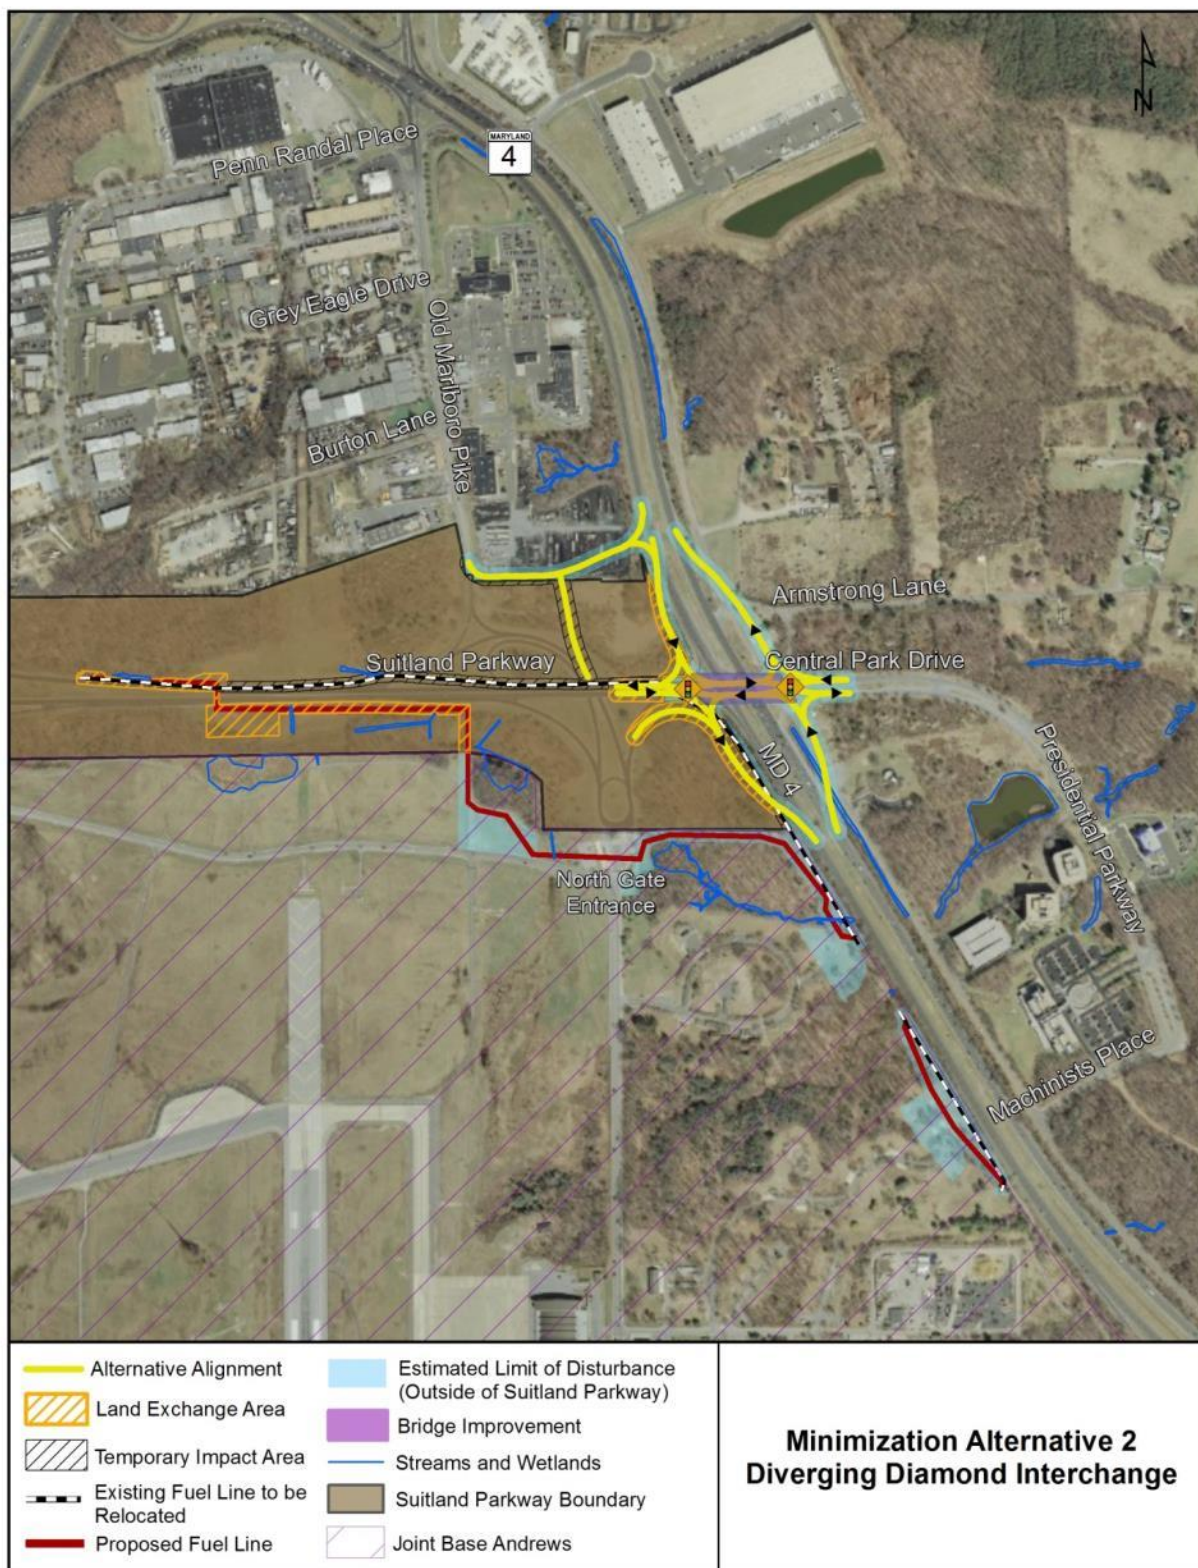 N
MARYLAND
4
Penn Randal Place
Grey Eagle Drive
Old Marlboro Pike
Burton Lane
Armstrong Lane
Suitland Parkway
Central Park Drive
MD 4
Presidential Parkway
North Gate
Entrance
Machinists Place
Alternative Alignment
Land Exchange Area
Temporary Impact Area
Existing Fuel Line to be
Relocated
Proposed Fuel Line
Estimated Limit of Disturbance
(Outside of Suitland Parkway)
Bridge Improvement
Streams and Wetlands
Suitland Parkway Boundary
Joint Base Andrews
Minimization Alternative 2
Diverging Diamond Interchange